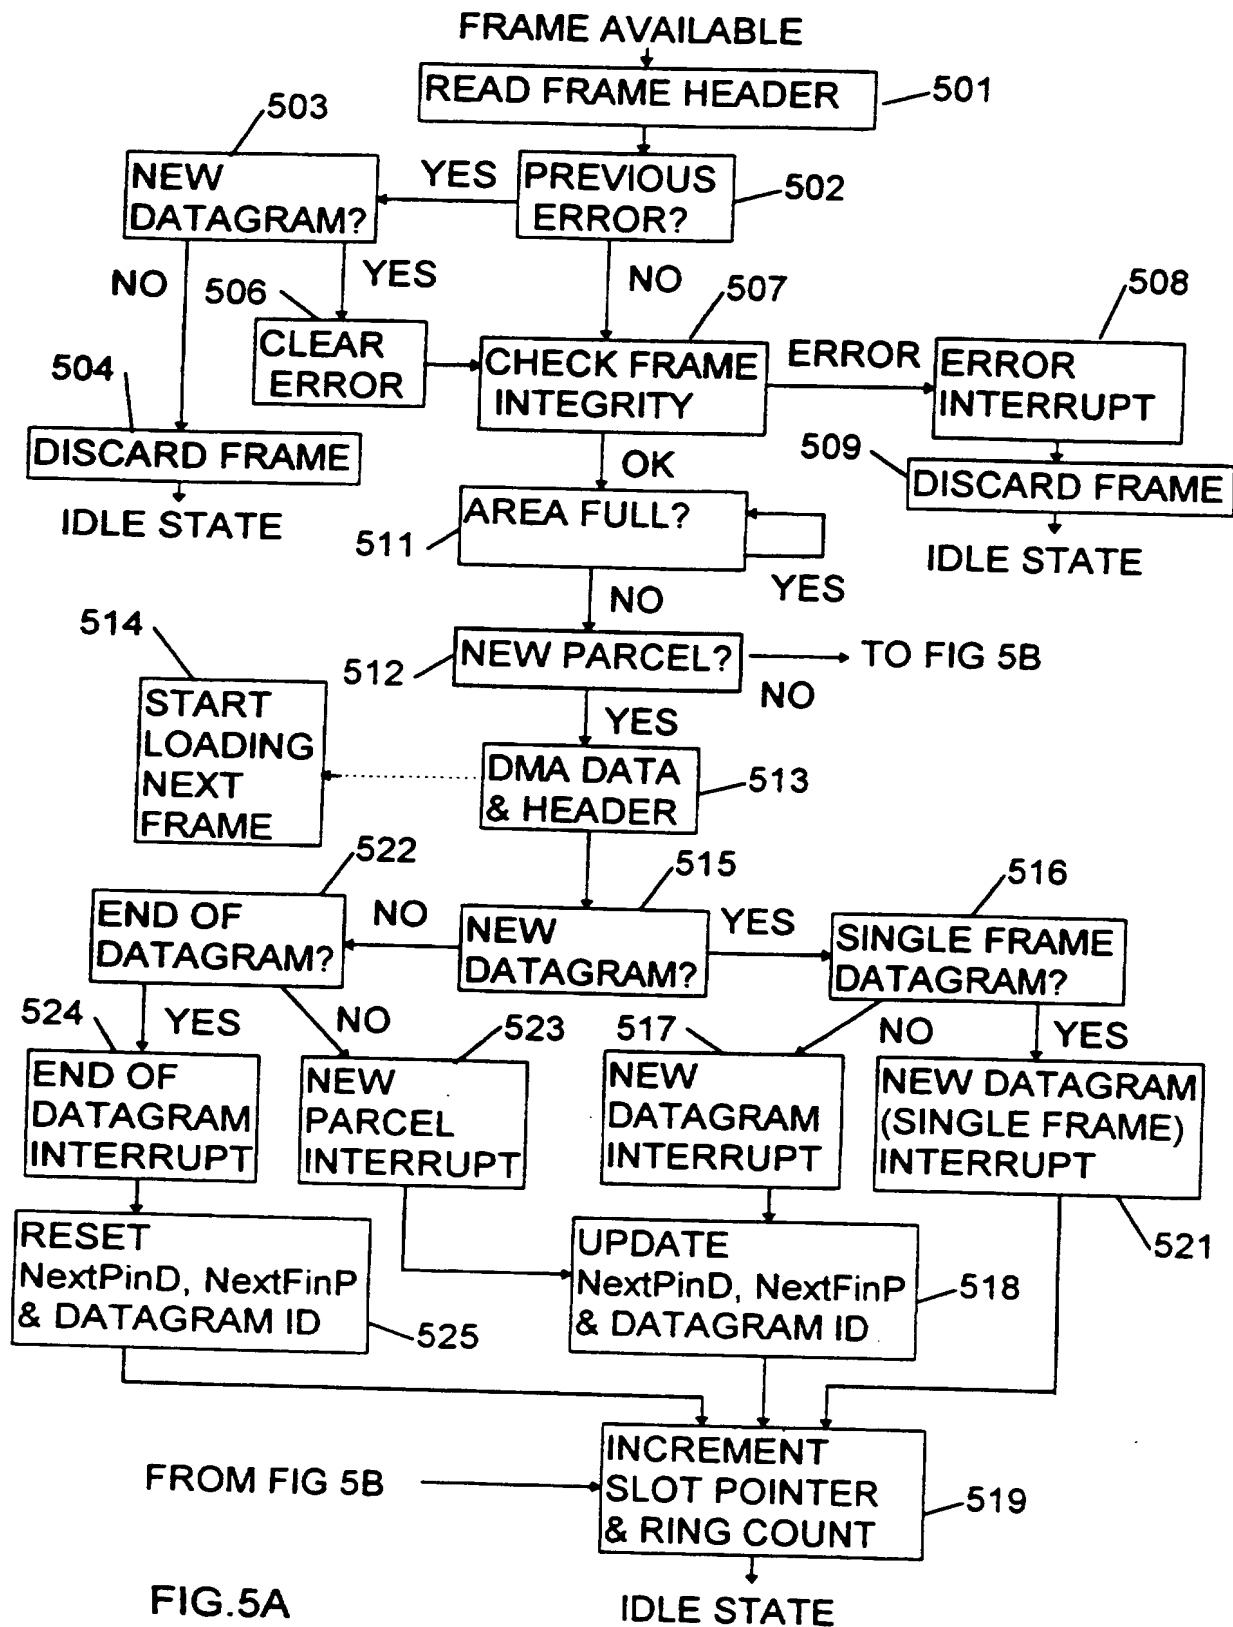 FRAME AVAILABLE
READ FRAME HEADER
501
503
NEW
DATAGRAM?
YES
PREVIOUS
ERROR?
502
NO
YES
506
NO
507
508
CLEAR
ERROR
CHECK FRAME
INTEGRITY
ERROR
ERROR
INTERRUPT
504
DISCARD FRAME
IDLE STATE
OK
509
DISCARD FRAME
IDLE STATE
AREA FULL?
511
YES
NO
514
512
NEW PARCEL?
TO FIG 5B
NO
YES
START
LOADING
NEXT
FRAME
DMA DATA
& HEADER
513
522
515
516
END OF
DATAGRAM?
NO
NEW
DATAGRAM?
YES
SINGLE FRAME
DATAGRAM?
524
YES
NO
523
517
NO
YES
END OF
DATAGRAM
INTERRUPT
NEW
PARCEL
INTERRUPT
NEW
DATAGRAM
INTERRUPT
NEW DATAGRAM
(SINGLE FRAME)
INTERRUPT
521
RESET
NextPinD, NextFinP
& DATAGRAM ID
525
UPDATE
NextPinD, NextFinP
& DATAGRAM ID
518
FROM FIG 5B
INCREMENT
SLOT POINTER
& RING COUNT
519
IDLE STATE
FIG.5A